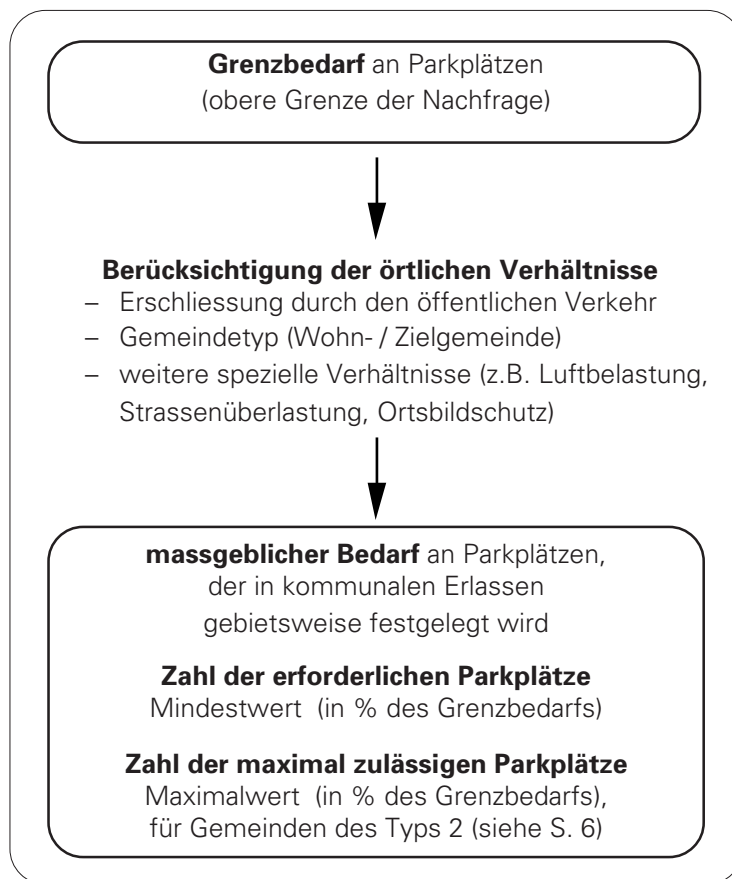 Grenzbedarf an Parkplätzen
(obere Grenze der Nachfrage)
Berücksichtigung der örtlichen Verhältnisse
– Erschliessung durch den öffentlichen Verkehr
– Gemeindetyp (Wohn- / Zielgemeinde)
– weitere spezielle Verhältnisse (z.B. Luftbelastung,
Strassenüberlastung, Ortsbildschutz)
massgeblicher Bedarf an Parkplätzen,
der in kommunalen Erlassen
gebietsweise festgelegt wird
Zahl der erforderlichen Parkplätze
Mindestwert (in % des Grenzbedarfs)
Zahl der maximal zulässigen Parkplätze
Maximalwert (in % des Grenzbedarfs),
für Gemeinden des Typs 2 (siehe S. 6)